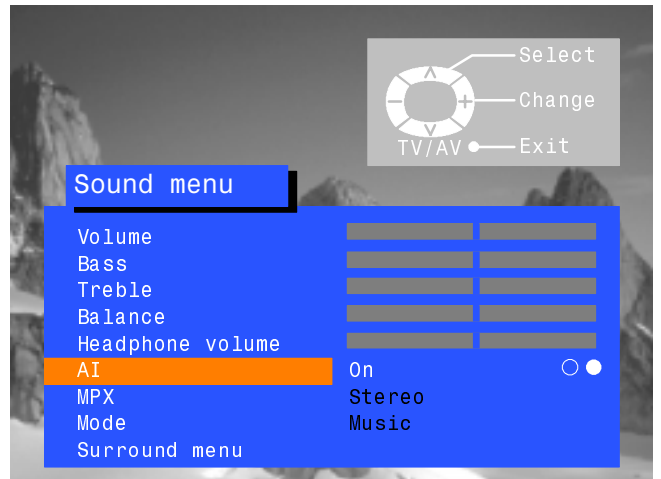 Select
Change
TV/AV Exit
Sound menu
Volume
Bass
Treble
Balance
Headphone volume
AI On
MPX Stereo
Mode Music
Surround menu